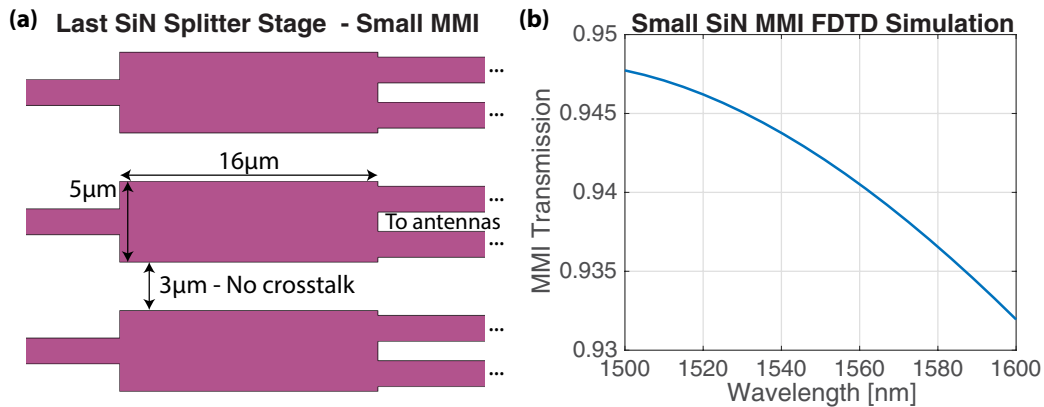 (a) Last SiN Splitter Stage - Small MMI
...
...
16µm
5µm
...
To antennas
...
3µm - No crosstalk
...
...
(b) Small SiN MMI FDTD Simulation
0.95
0.945
0.94
0.935
0.93
MMI Transmission
1500 1520 1540 1560 1580 1600
Wavelength [nm]